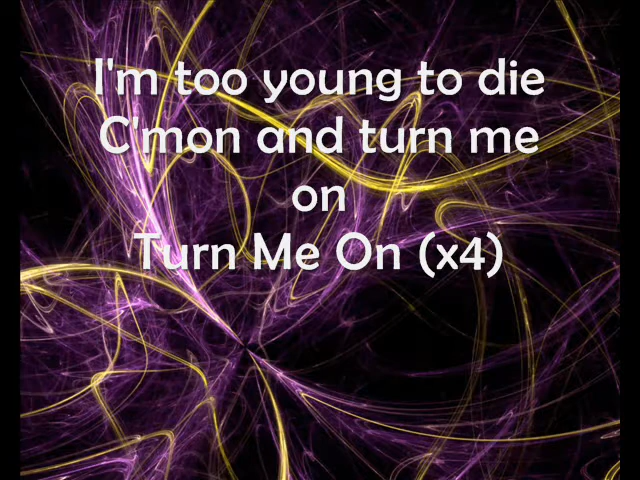 I'm too young to die
C'mon and turn me
on
Turn Me On (x4)